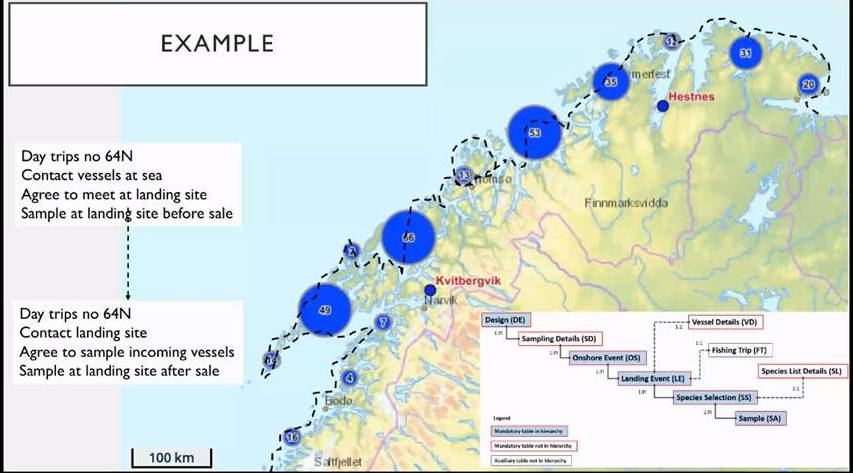 EXAMPLE
Day trips no 64N
Contact vessels at sea
Agree to meet at landing site
Sample at landing site before sale
Day trips no 64N
Contact landing site
Agree to sample incoming vessels
Sample at landing site after sale
12
31
35
merfest
20
Hestnes
53
13
omsø
Finnmarksvidda
66
2
Kvitbergvik
Narvik
49
7
4
Bodø
16
Saltfjellet
100 km
Design (DE)
1:n
Sampling Details (SD)
1:n
Onshore Event (OS)
1:n
Landing Event (LE)
1:n
Species Selection (SS)
1:n
Sample (SA)
Vessel Details (VD)
1:1
Fishing Trip (FT)
1:1
Species List Details (SL)
1:1
Legend
Mandatory table in hierarchy
Mandatory table not in hierarchy
Auxiliary table not in hierarchy